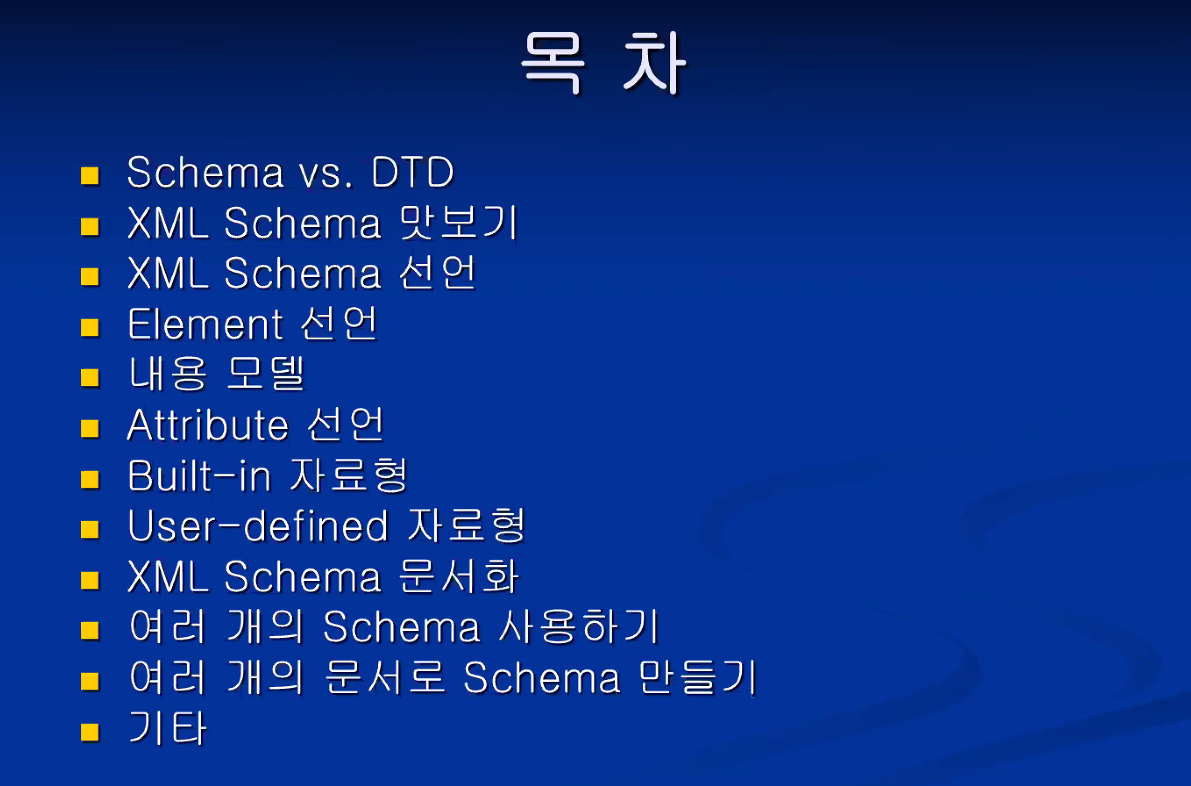 목 차
Schema vs. DTD
XML Schema 맛보기
XML Schema 선언
Element 선언
내용 모델
Attribute 선언
Built-in 자료형
User-defined 자료형
XML Schema 문서화
여러 개의 Schema 사용하기
여러 개의 문서로 Schema 만들기
기타